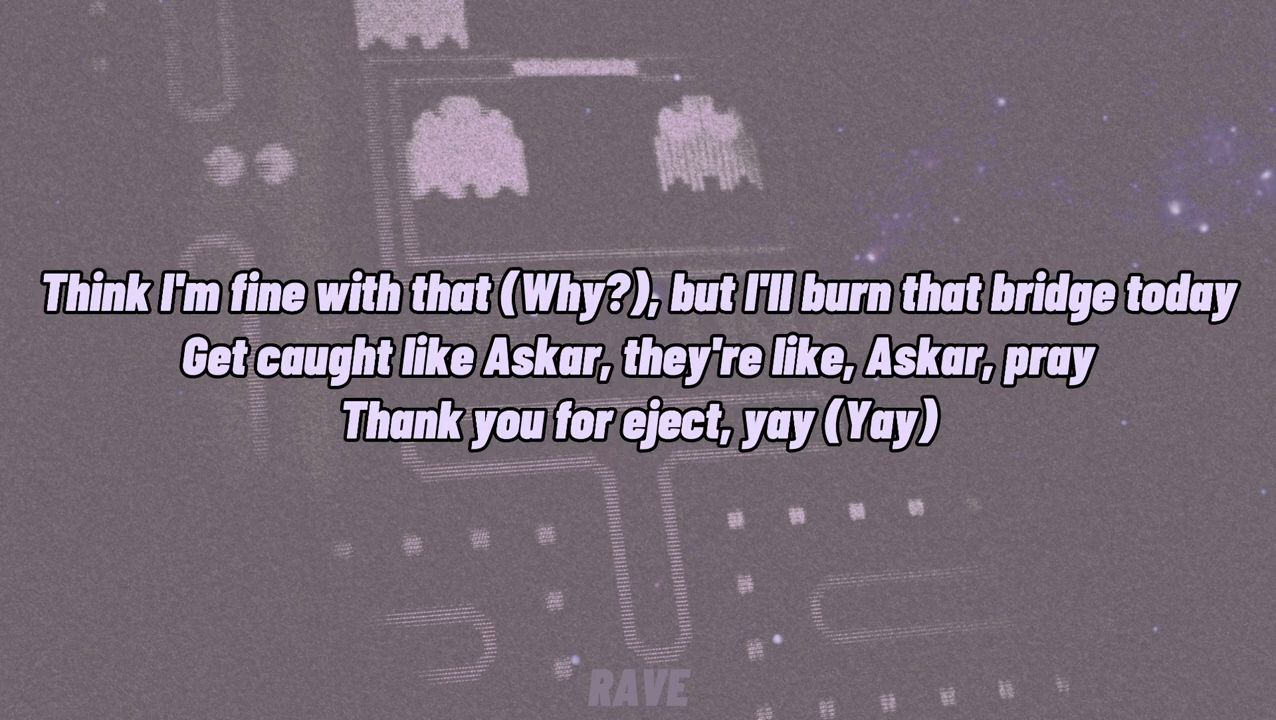 Think I'm fine with that (Why?), but I'll burn that bridge today
Get caught like Askar, they're like, Askar, pray
Thank you for eject, yay (Yay)
RAVE